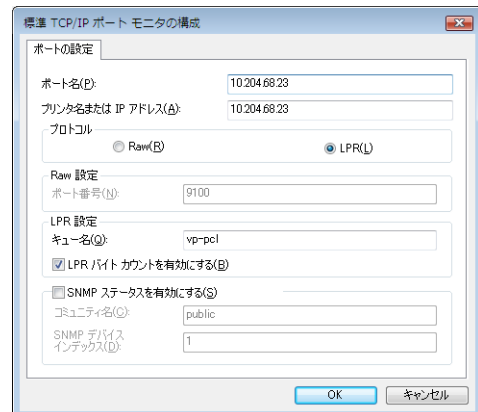 標準 TCP/IP ポート モニタの構成
ポートの設定
ポート名(P): 10.204.68.23
プリンタ名または IP アドレス(A): 10.204.68.23
プロトコル
Raw(R) LPR(L)
Raw 設定
ポート番号(N): 9100
LPR 設定
キュー名(Q): vp-pcl
LPR バイト カウントを有効にする(B)
SNMP ステータスを有効にする(S)
コミュニティ名(C): public
SNMP デバイス
インデックス(D): 1
OK キャンセル